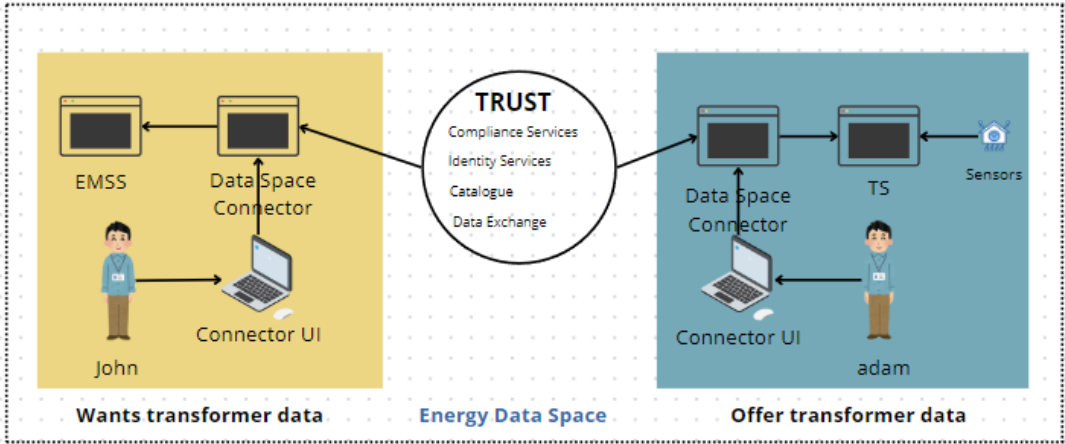 TRUST
Compliance Services
Identity Services
Catalogue
Data Exchange
EMSS
Data Space
Connector
John
Connector UI
Wants transformer data
Energy Data Space
Data Space
Connector
TS
Sensors
Connector UI
adam
Offer transformer data